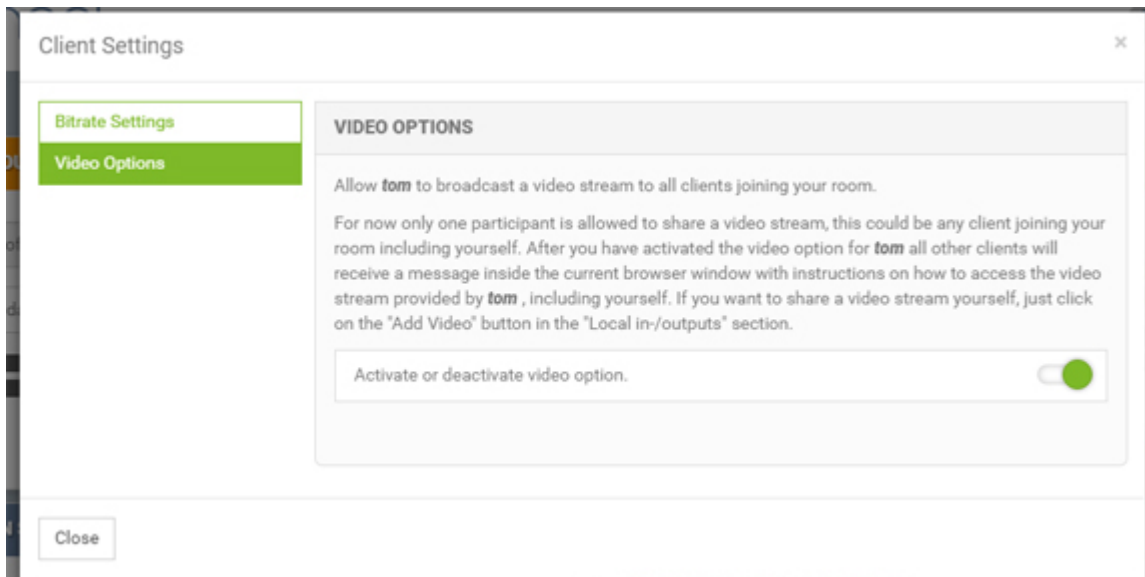 Client Settings
×
Bitrate Settings
Video Options
VIDEO OPTIONS
Allow tom to broadcast a video stream to all clients joining your room.
For now only one participant is allowed to share a video stream, this could be any client joining your
room including yourself. After you have activated the video option for tom all other clients will
receive a message inside the current browser window with instructions on how to access the video
stream provided by tom , including yourself. If you want to share a video stream yourself, just click
on the "Add Video" button in the "Local in-/outputs" section.
Activate or deactivate video option.
Close